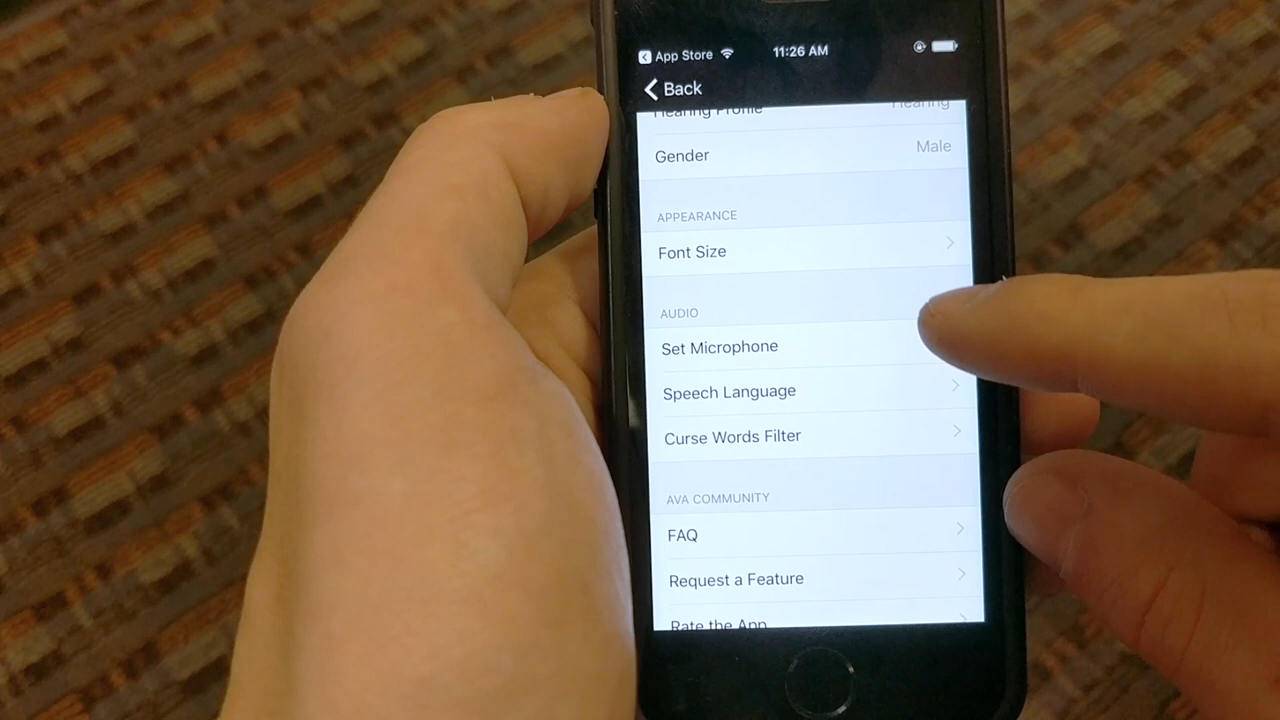 App Store 11:26 AM
Back
Hearing Profile Hearing
Gender Male
APPEARANCE
Font Size
AUDIO
Set Microphone
Speech Language
Curse Words Filter
AVA COMMUNITY
FAQ
Request a Feature
Rate the App